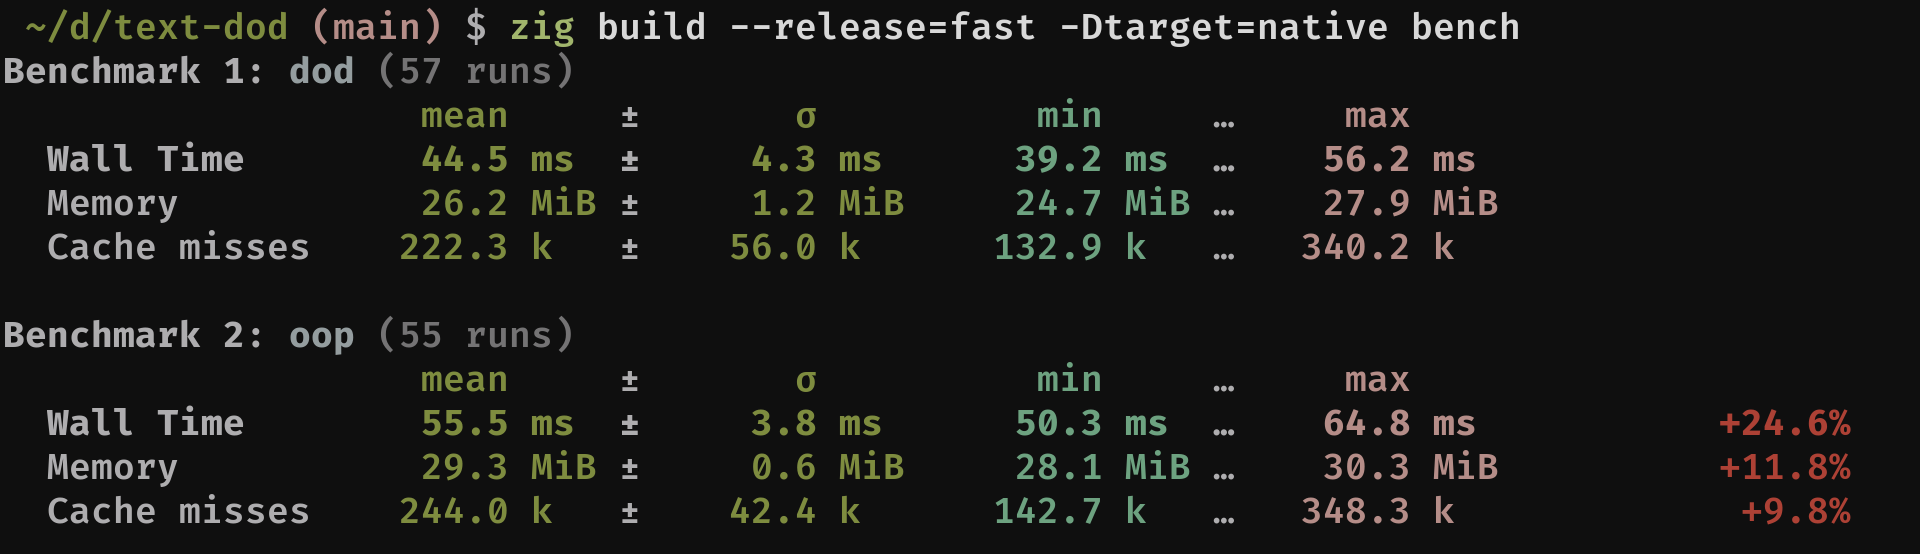 ~/d/text-dod (main) $ zig build --release=fast -Dtarget=native bench
Benchmark 1: dod (57 runs)
mean ± σ min … max
Wall Time 44.5 ms ± 4.3 ms 39.2 ms … 56.2 ms
Memory 26.2 MiB ± 1.2 MiB 24.7 MiB … 27.9 MiB
Cache misses 222.3 k ± 56.0 k 132.9 k … 340.2 k
Benchmark 2: oop (55 runs)
mean ± σ min … max
Wall Time 55.5 ms ± 3.8 ms 50.3 ms … 64.8 ms +24.6%
Memory 29.3 MiB ± 0.6 MiB 28.1 MiB … 30.3 MiB +11.8%
Cache misses 244.0 k ± 42.4 k 142.7 k … 348.3 k +9.8%